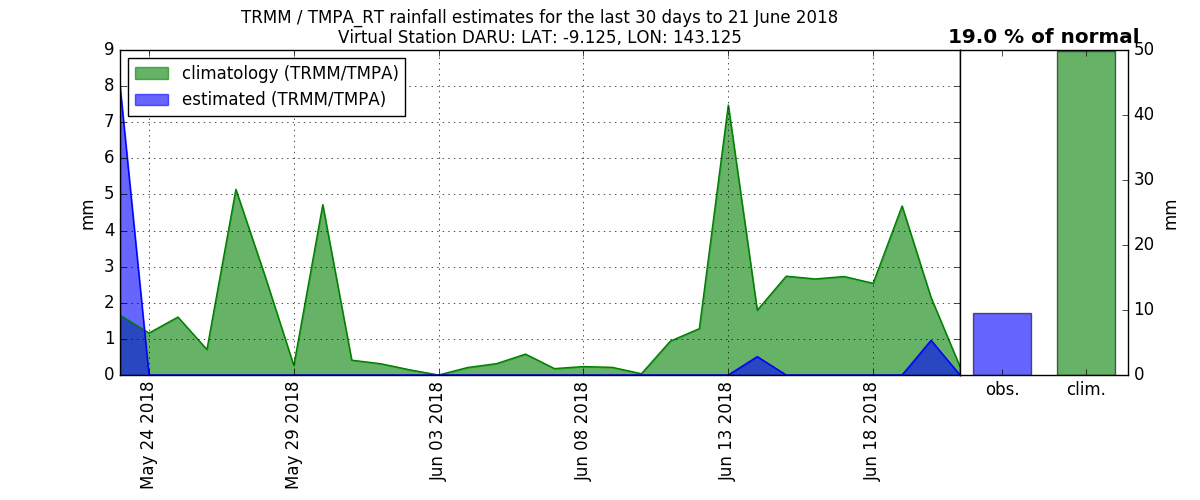 TRMM / TMPA_RT rainfall estimates for the last 30 days to 21 June 2018
Virtual Station DARU: LAT: -9.125, LON: 143.125
19.0 % of normal
climatology (TRMM/TMPA)
estimated (TRMM/TMPA)
mm
9
8
7
6
5
4
3
2
1
0
May 24 2018
May 29 2018
Jun 03 2018
Jun 08 2018
Jun 13 2018
Jun 18 2018
50
40
30
20
10
0
mm
obs.
clim.